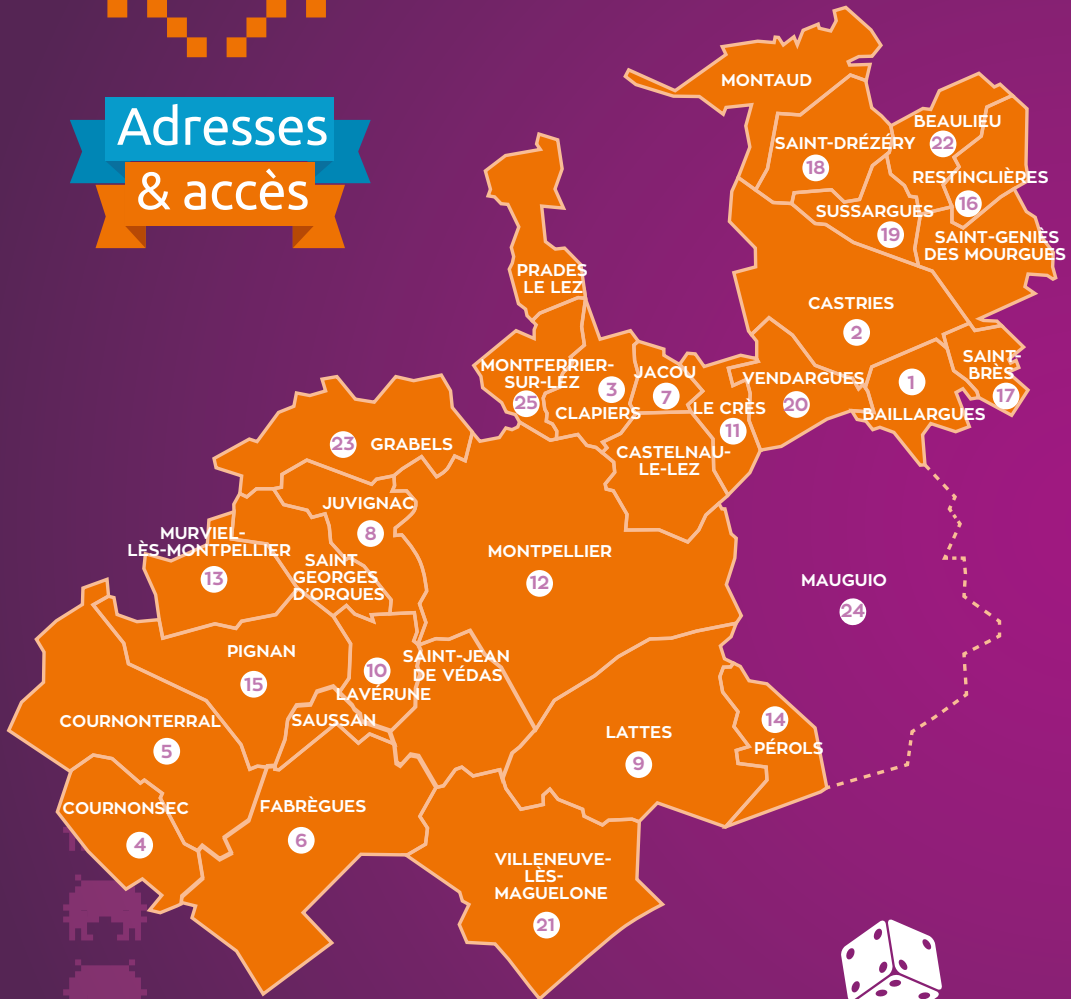 Adresses
& accès
MONTAUD
BEAULIEU
22
SAINT-DRÉZÉRY
18
RESTINCLIÈRES
16
SUSSARGUES
19
SAINT-GENIÈS
DES MOURGUES
PRADES
LE LEZ
CASTRIES
2
MONTFERRIER-
SUR-LEZ
25
3
CLAPIERS
JACOU
7
LE CRÈS
11
VENDARGUES
20
1
BAILLARGUES
SAINT-
BRÈS
17
23 GRABELS
CASTELNAU-
LE-LEZ
JUVIGNAC
8
MURVIEL-
LÈS-MONTPELLIER
13
SAINT
GEORGES
D'ORQUES
MONTPELLIER
12
MAUGUIO
24
PIGNAN
15
10
LAVÉRUNE
SAINT-JEAN
DE VÉDAS
SAUSSAN
COURNONTERRAL
5
LATTES
9
14
PÉROLS
COURNONSEC
4
FABRÈGUES
6
VILLENEUVE-
LÈS-
MAGUELONE
21